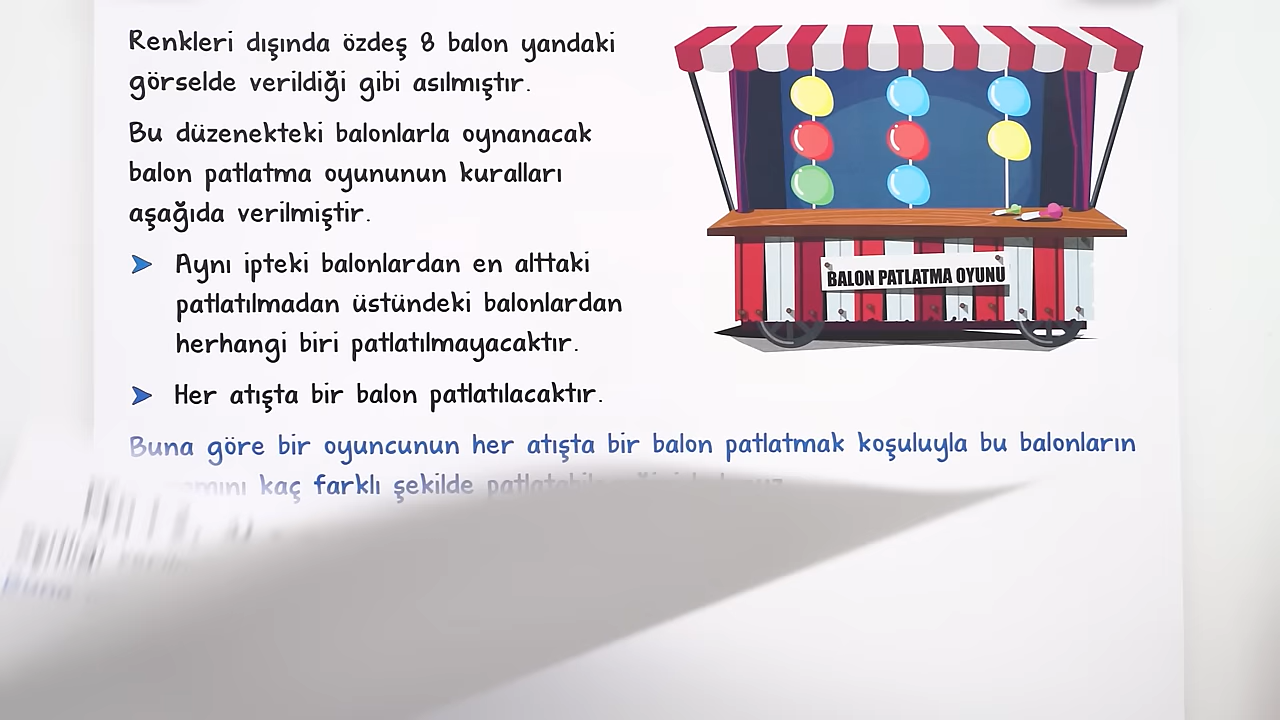 Renkleri dışında özdeş 8 balon yandaki
görselde verildiği gibi asılmıştır.
Bu düzenekteki balonlarla oynanacak
balon patlatma oyununun kuralları
aşağıda verilmiştir.
➤ Aynı ipteki balonlardan en alttaki
patlatılmadan üstündeki balonlardan
herhangi biri patlatılmayacaktır.
➤ Her atışta bir balon patlatılacaktır.
BALON PATLATMA OYUNU
Buna göre bir oyuncunun her atışta bir balon patlatmak koşuluyla bu balonların
kaç farklı şekilde